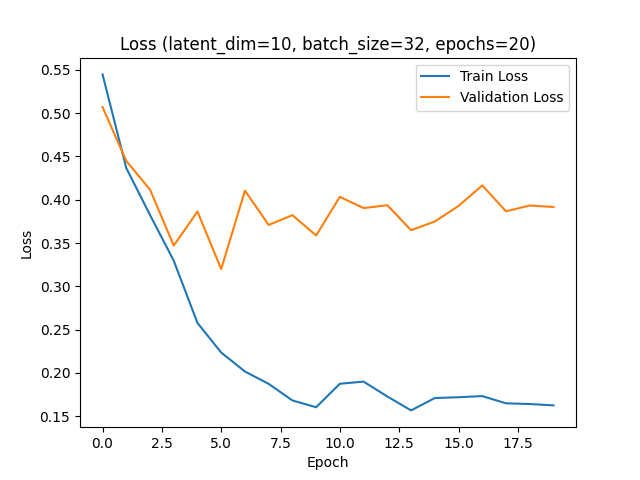 Loss (latent_dim=10, batch_size=32, epochs=20)
Train Loss
Validation Loss
0.55
0.50
0.45
0.40
0.35
0.30
0.25
0.20
0.15
Loss
0.0 2.5 5.0 7.5 10.0 12.5 15.0 17.5
Epoch